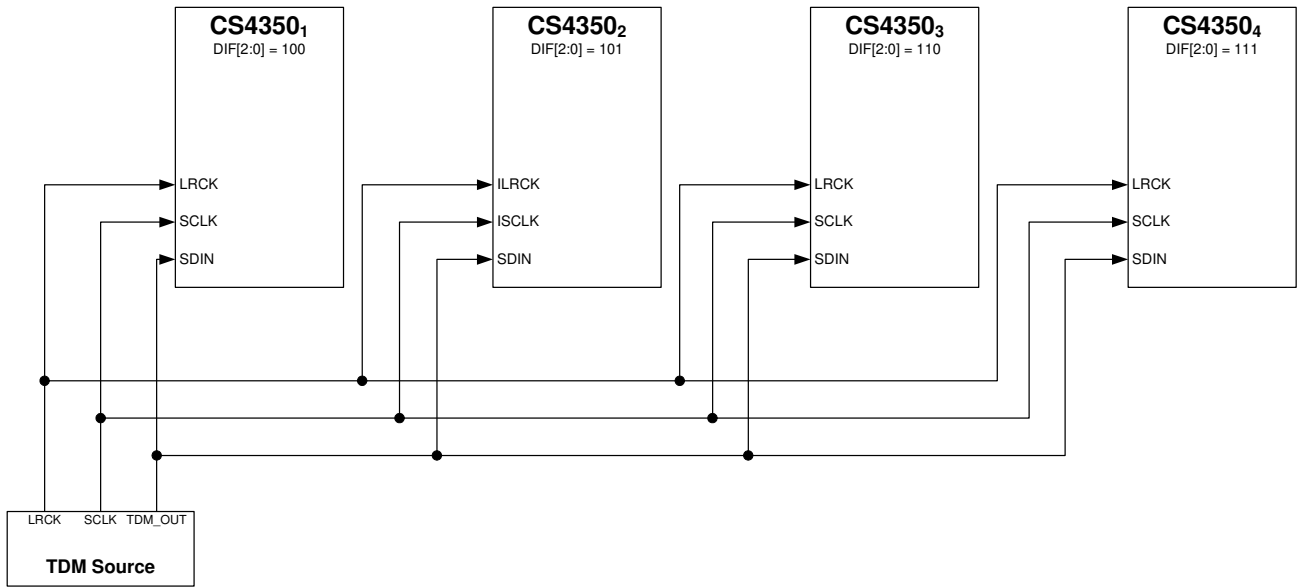 CS4350₁
DIF[2:0] = 100
LRCK
SCLK
SDIN
CS4350₂
DIF[2:0] = 101
ILRCK
ISCLK
SDIN
CS4350₃
DIF[2:0] = 110
LRCK
SCLK
SDIN
CS4350₄
DIF[2:0] = 111
LRCK
SCLK
SDIN
LRCK SCLK TDM_OUT
TDM Source